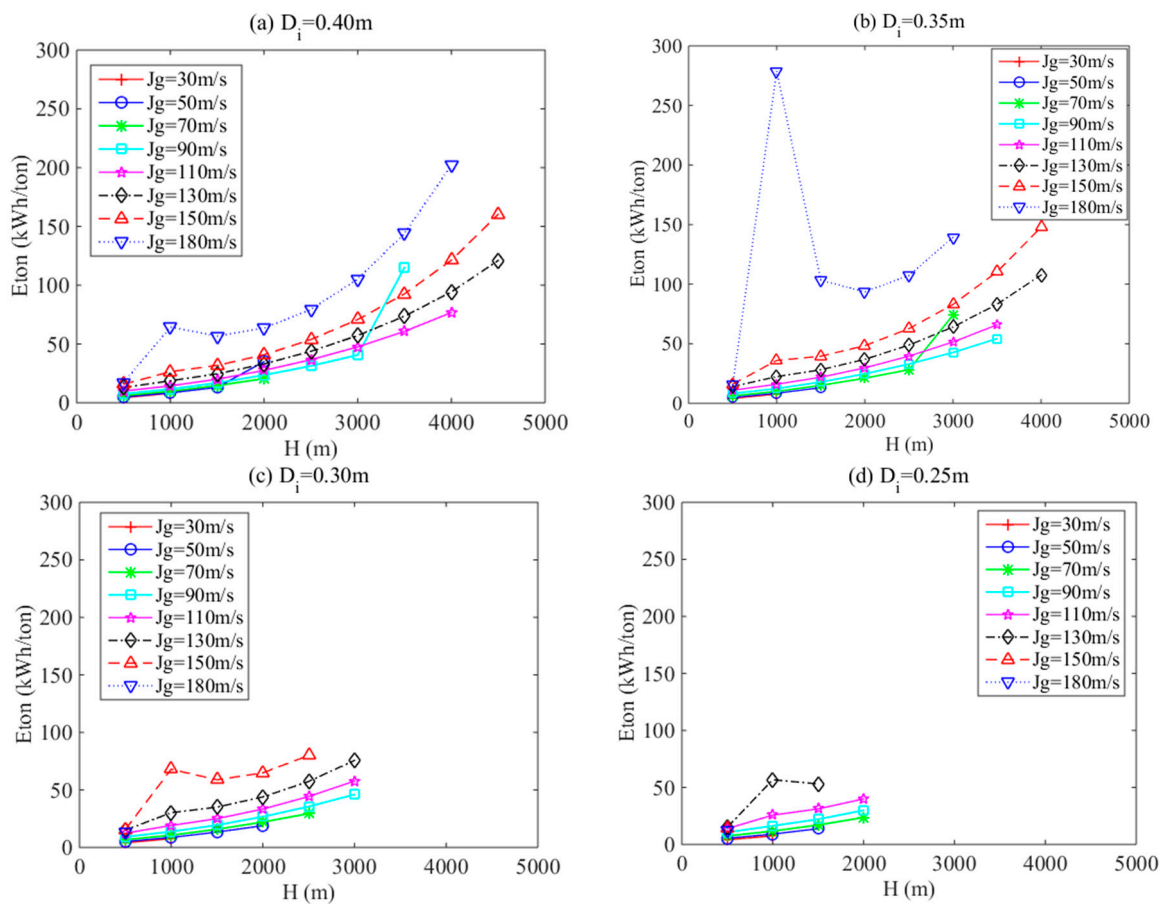 (a) D_i=0.40m
300
250
200
150
100
50
0
Eton (kWh/ton)
Jg=30m/s
Jg=50m/s
Jg=70m/s
Jg=90m/s
Jg=110m/s
Jg=130m/s
Jg=150m/s
Jg=180m/s
0 1000 2000 3000 4000 5000
H (m)
(b) D_i=0.35m
300
250
200
150
100
50
0
Eton (kWh/ton)
Jg=30m/s
Jg=50m/s
Jg=70m/s
Jg=90m/s
Jg=110m/s
Jg=130m/s
Jg=150m/s
Jg=180m/s
0 1000 2000 3000 4000 5000
H (m)
(c) D_i=0.30m
300
250
200
150
100
50
0
Eton (kWh/ton)
Jg=30m/s
Jg=50m/s
Jg=70m/s
Jg=90m/s
Jg=110m/s
Jg=130m/s
Jg=150m/s
Jg=180m/s
0 1000 2000 3000 4000 5000
H (m)
(d) D_i=0.25m
300
250
200
150
100
50
0
Eton (kWh/ton)
Jg=30m/s
Jg=50m/s
Jg=70m/s
Jg=90m/s
Jg=110m/s
Jg=130m/s
Jg=150m/s
Jg=180m/s
0 1000 2000 3000 4000 5000
H (m)